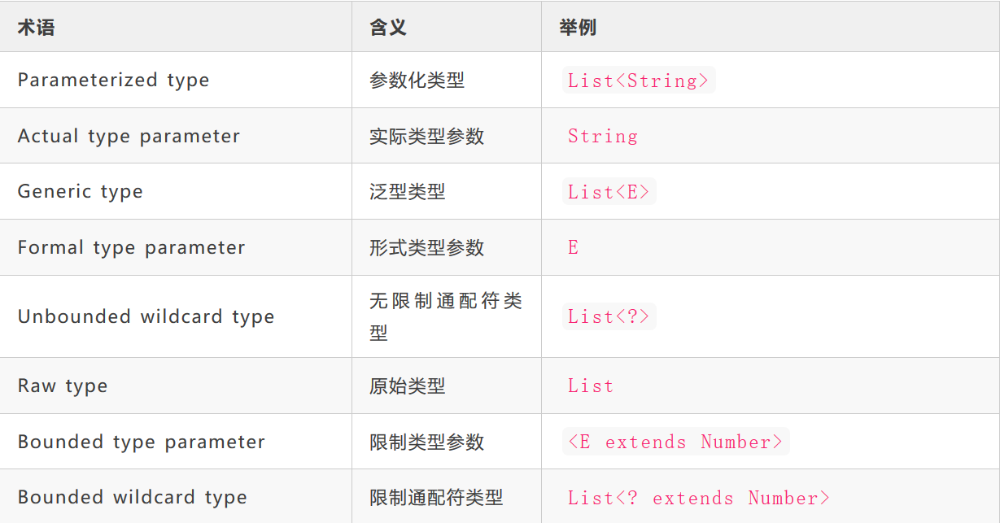 术语 含义 举例
Parameterized type 参数化类型 List<String>
Actual type parameter 实际类型参数 String
Generic type 泛型类型 List<E>
Formal type parameter 形式类型参数 E
Unbounded wildcard type 无限制通配符类 List<?>
型
Raw type 原始类型 List
Bounded type parameter 限制类型参数 <E extends Number>
Bounded wildcard type 限制通配符类型 List<? extends Number>